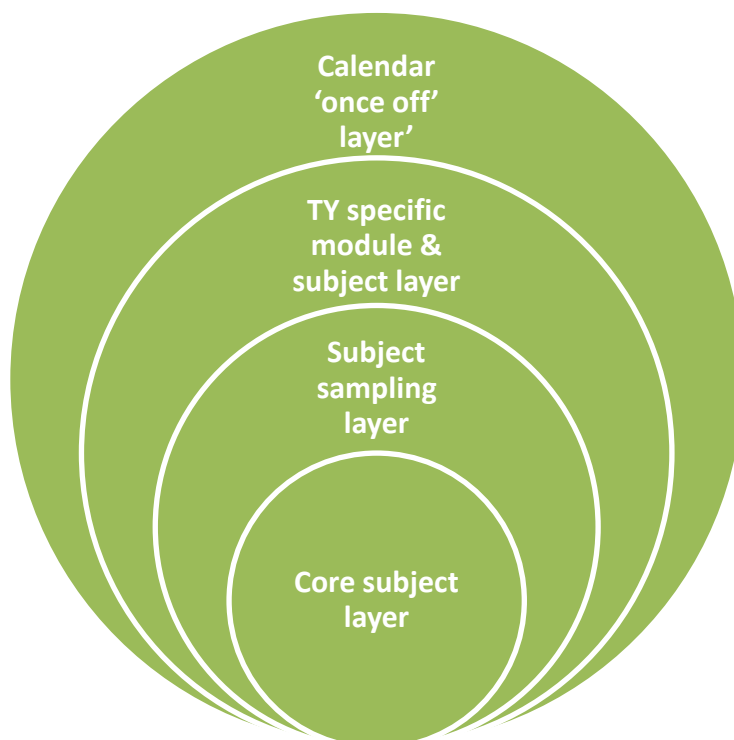 Calendar
‘once off’
layer’
TY specific
module &
subject layer
Subject
sampling
layer
Core subject
layer